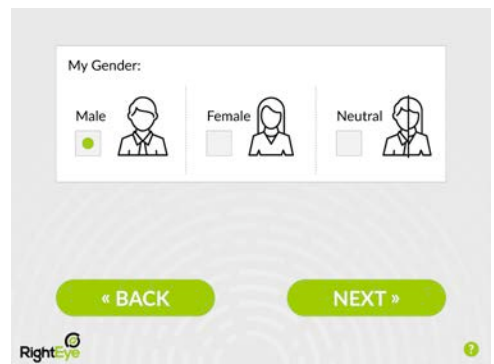 My Gender:
Male Female Neutral
« BACK NEXT »
RightEye ?